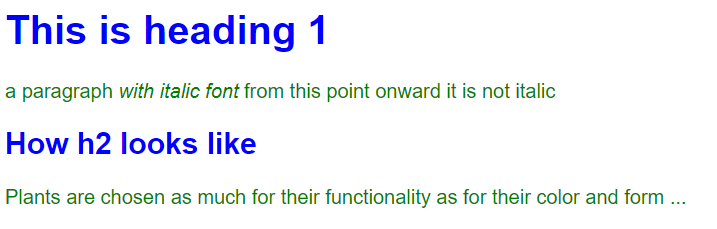 This is heading 1
a paragraph with italic font from this point onward it is not italic
How h2 looks like
Plants are chosen as much for their functionality as for their color and form ...